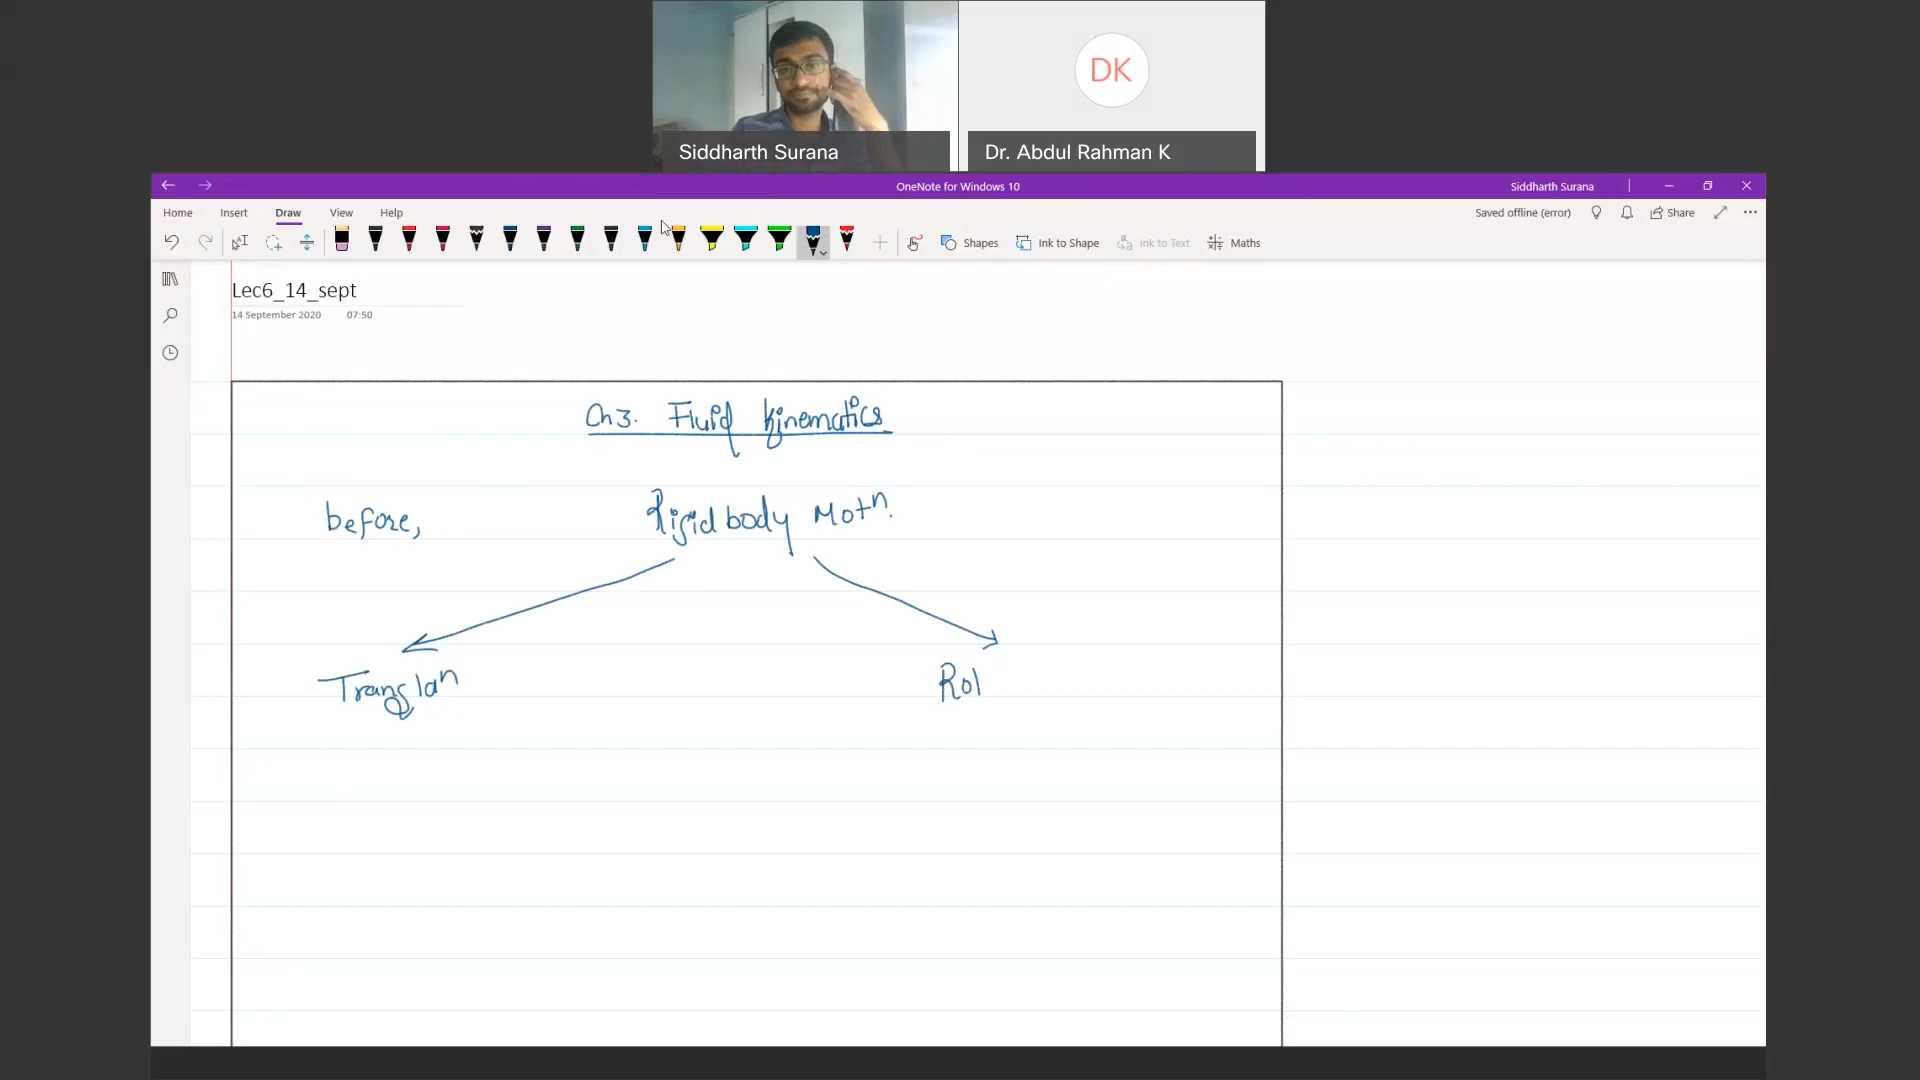 DK
Siddharth Surana
Dr. Abdul Rahman K
OneNote for Windows 10
Siddharth Surana
Home Insert Draw View Help
Saved offline (error)
Share
Shapes
Ink to Shape
Ink to Text
Maths
Lec6_14_sept
14 September 2020 07:50
Ch 3. Fluid Kinematics
before, Rigid body Motn.
Translan Rol